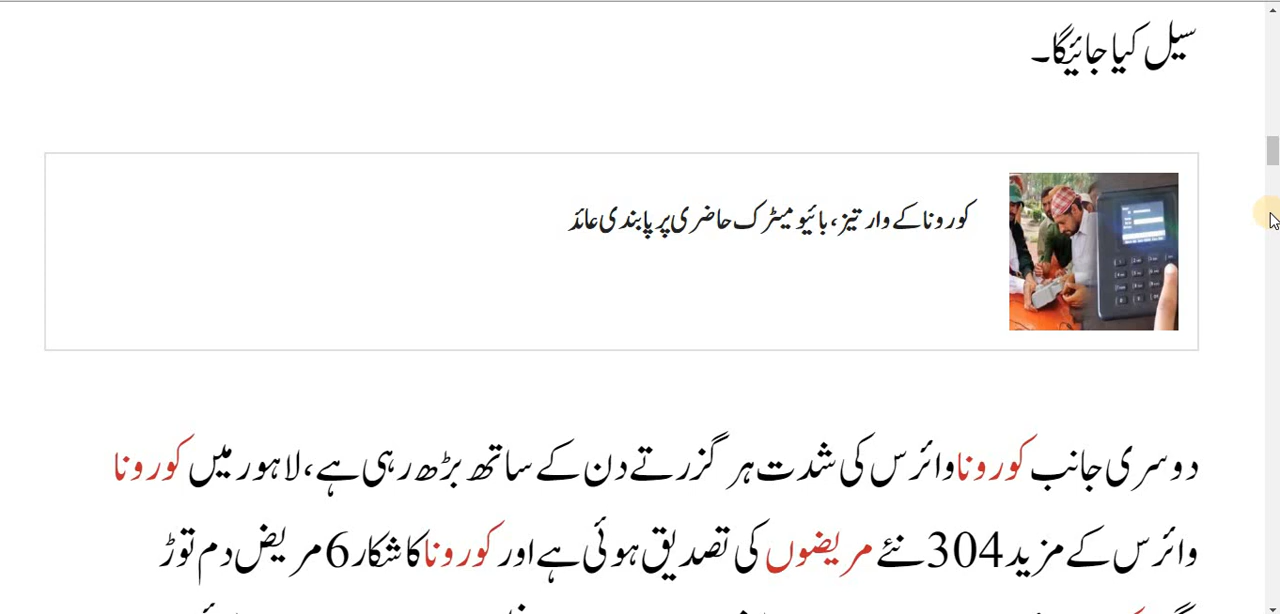 سیل کیا جائیگا۔
کورونا کے وار تیز، بائیو میٹرک حاضری پر پابندی عائد
دوسری جانب کورونا وائرس کی شدت ہر گزرتے دن کے ساتھ بڑھ رہی ہے، لاہور میں کورونا
وائرس کے مزید 304 نئے مریضوں کی تصدیق ہوئی ہے اور کورونا کا شکار 6 مریض دم توڑ